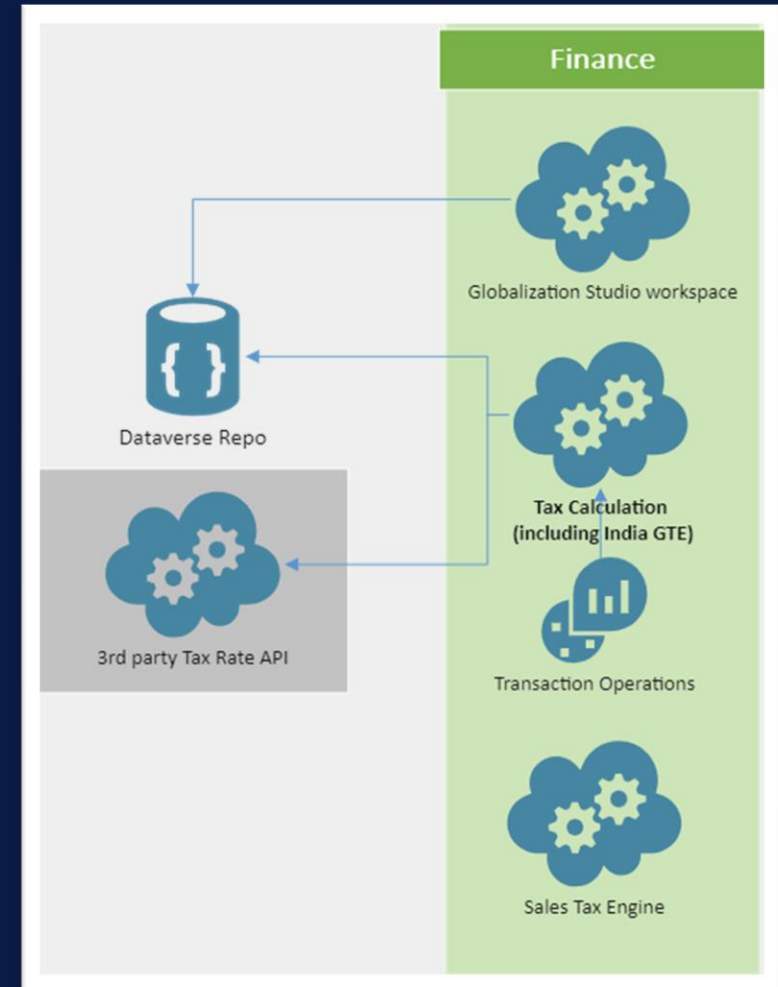 Finance
Globalization Studio workspace
{ }
Dataverse Repo
Tax Calculation
(including India GTE)
3rd party Tax Rate API
Transaction Operations
Sales Tax Engine